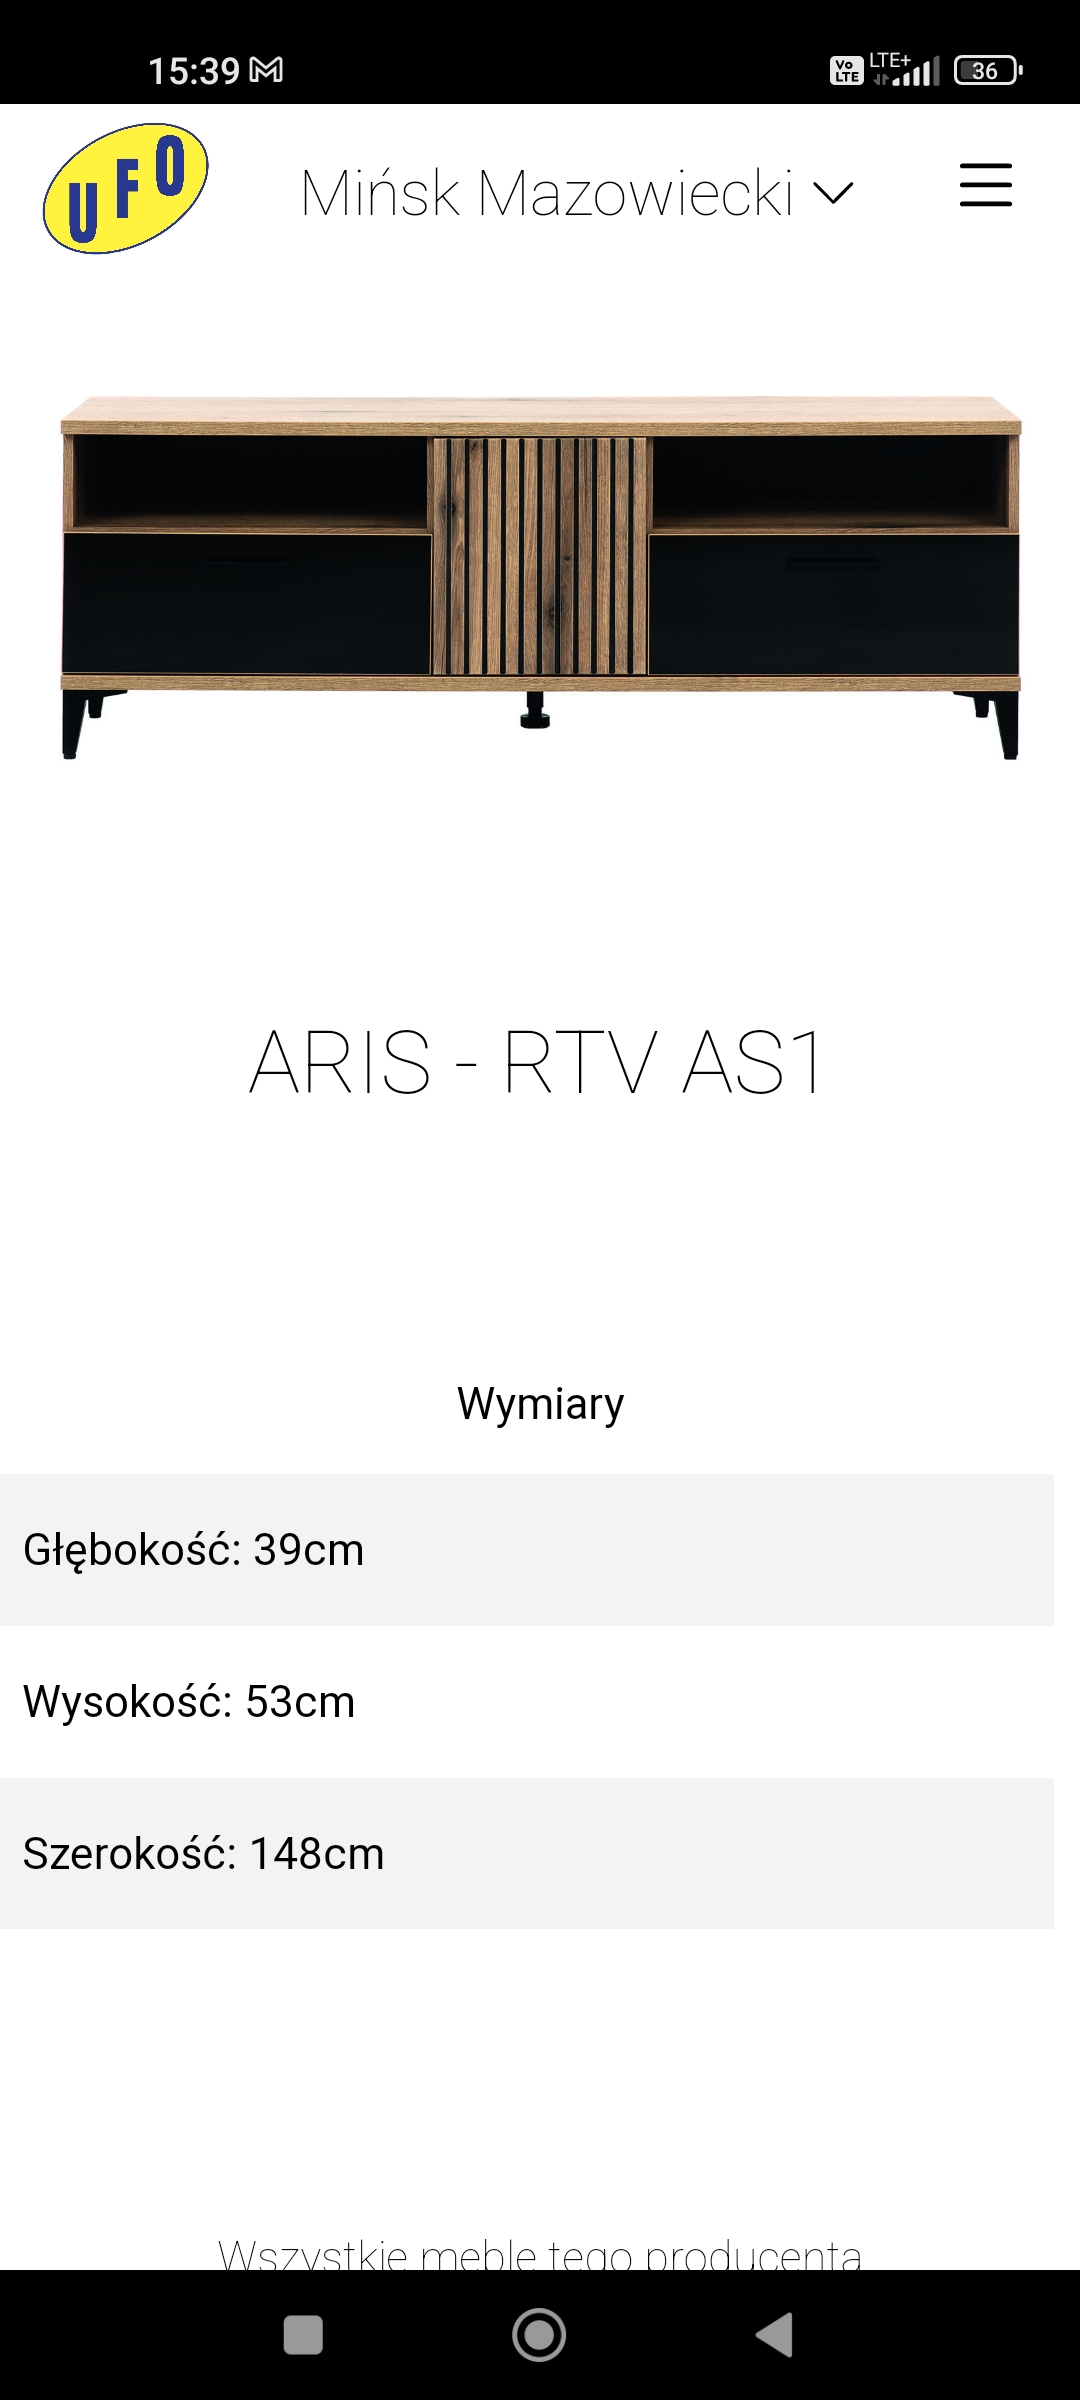 15:39
Vo LTE LTE+ 36
UFO
Mińsk Mazowiecki
ARIS - RTV AS1
Wymiary
Głębokość: 39cm
Wysokość: 53cm
Szerokość: 148cm
Wszystkie meble tego producenta